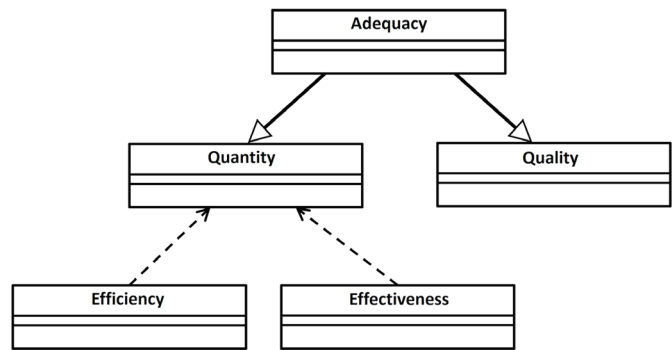 Adequacy
Quantity
Quality
Efficiency
Effectiveness